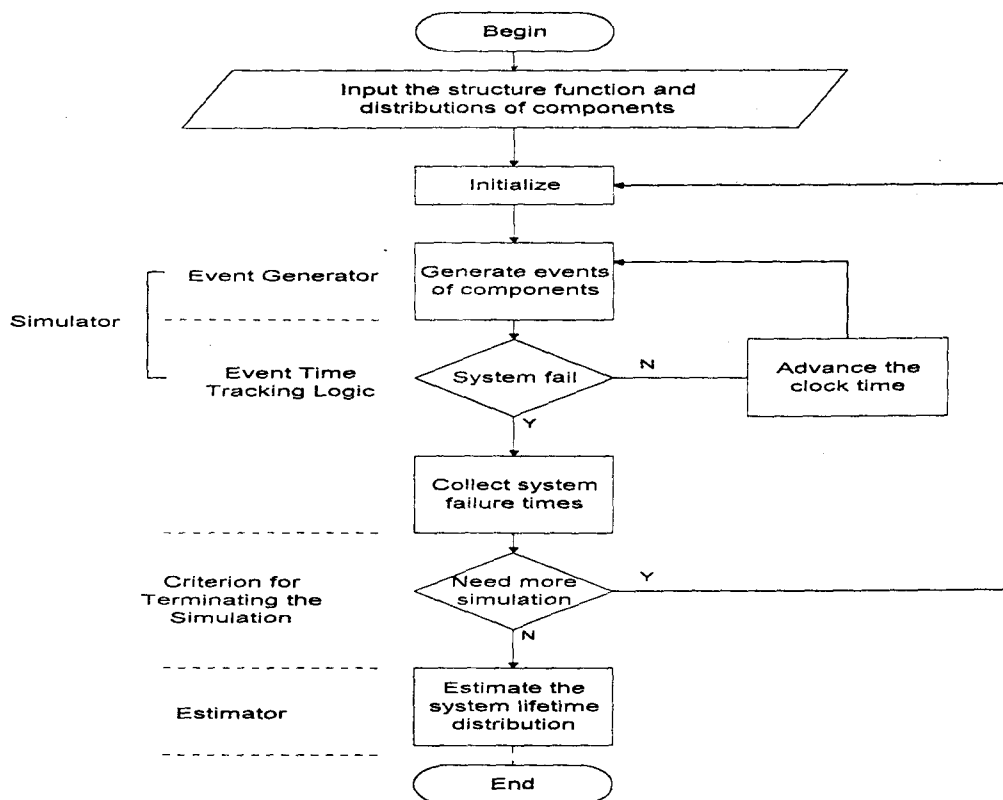 Begin
Input the structure function and
distributions of components
Initialize
Event Generator
Generate events
of components
Simulator
Event Time
Tracking Logic
System fail
N
Advance the
clock time
Y
Collect system
failure times
Criterion for
Terminating the
Simulation
Need more
simulation
Y
N
Estimator
Estimate the
system lifetime
distribution
End